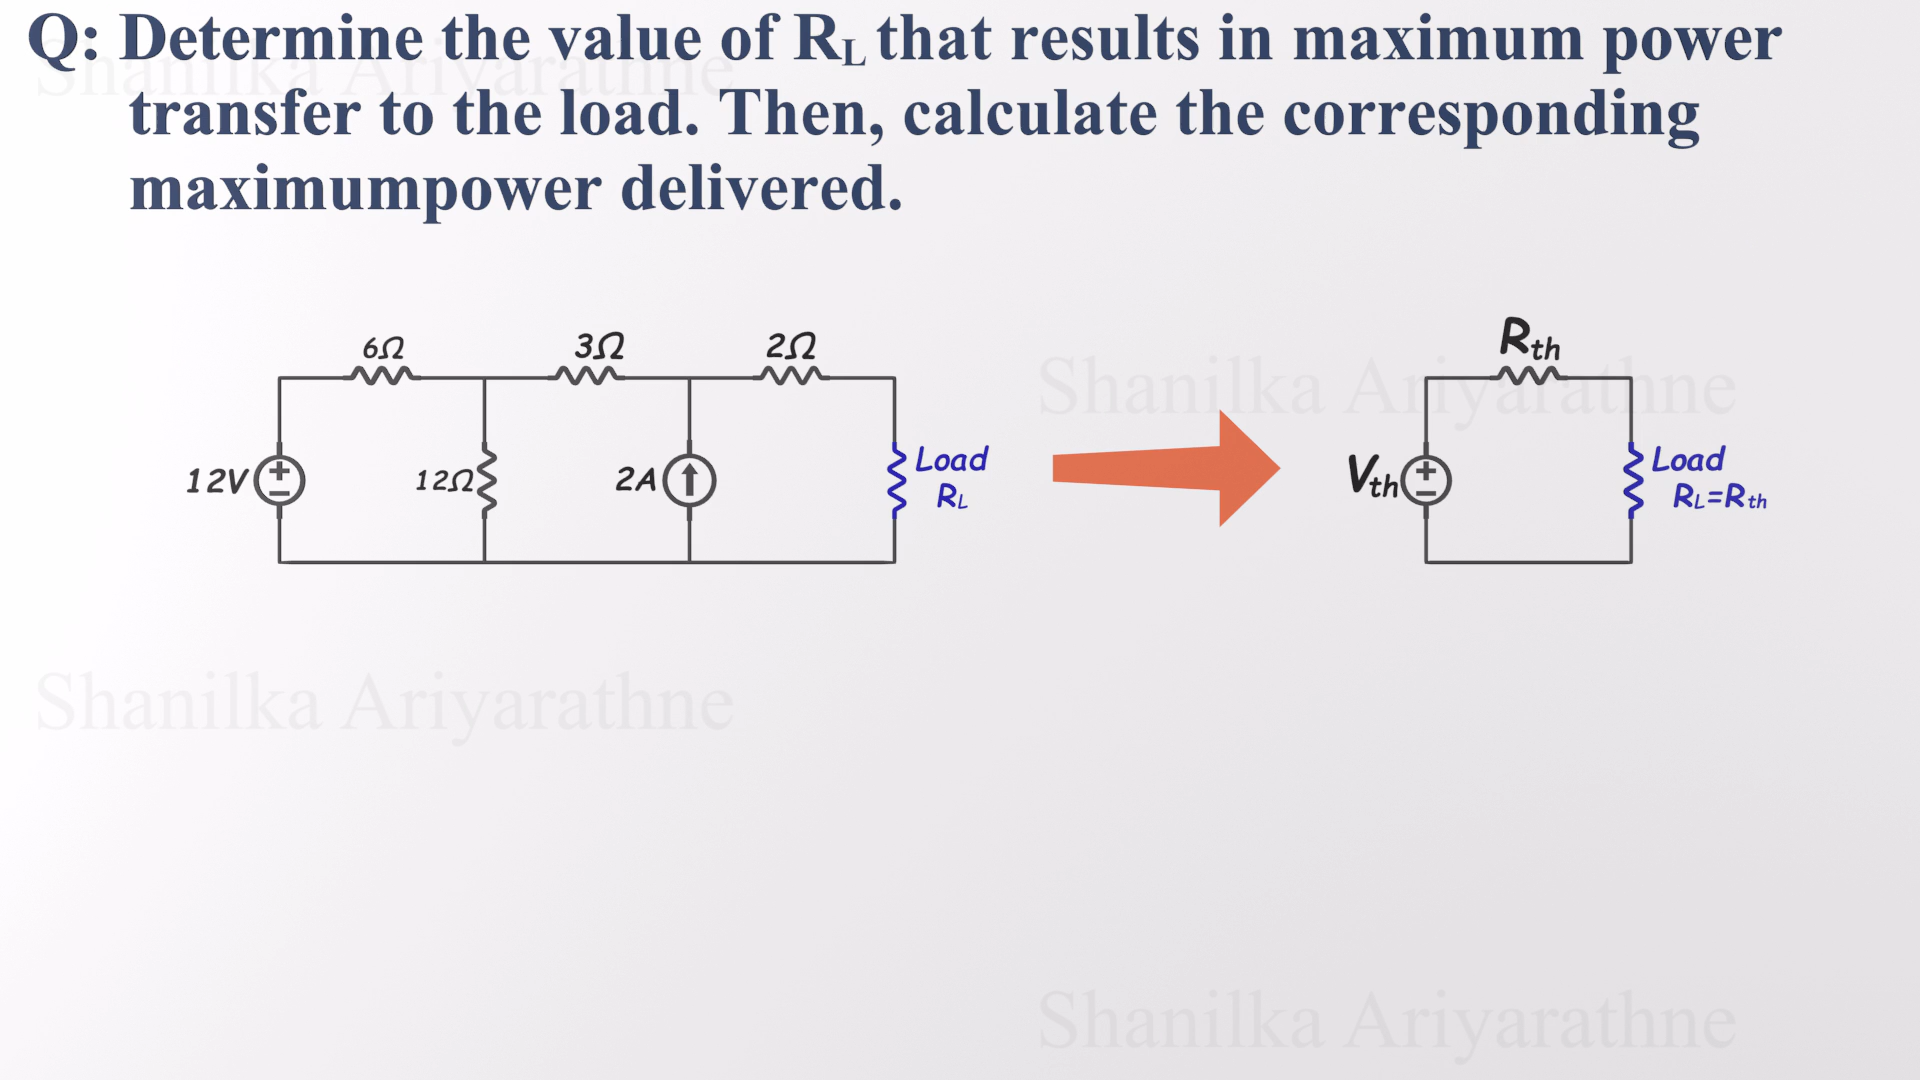 Q: Determine the value of RL that results in maximum power
transfer to the load. Then, calculate the corresponding
maximumpower delivered.
Shanilka Ariyarathne
6Ω
3Ω
2Ω
12V
12Ω
2A
Load
RL
Shanilka Ariyarathne
Rth
Vth
Load
RL=Rth
Shanilka Ariyarathne
Shanilka Ariyarathne